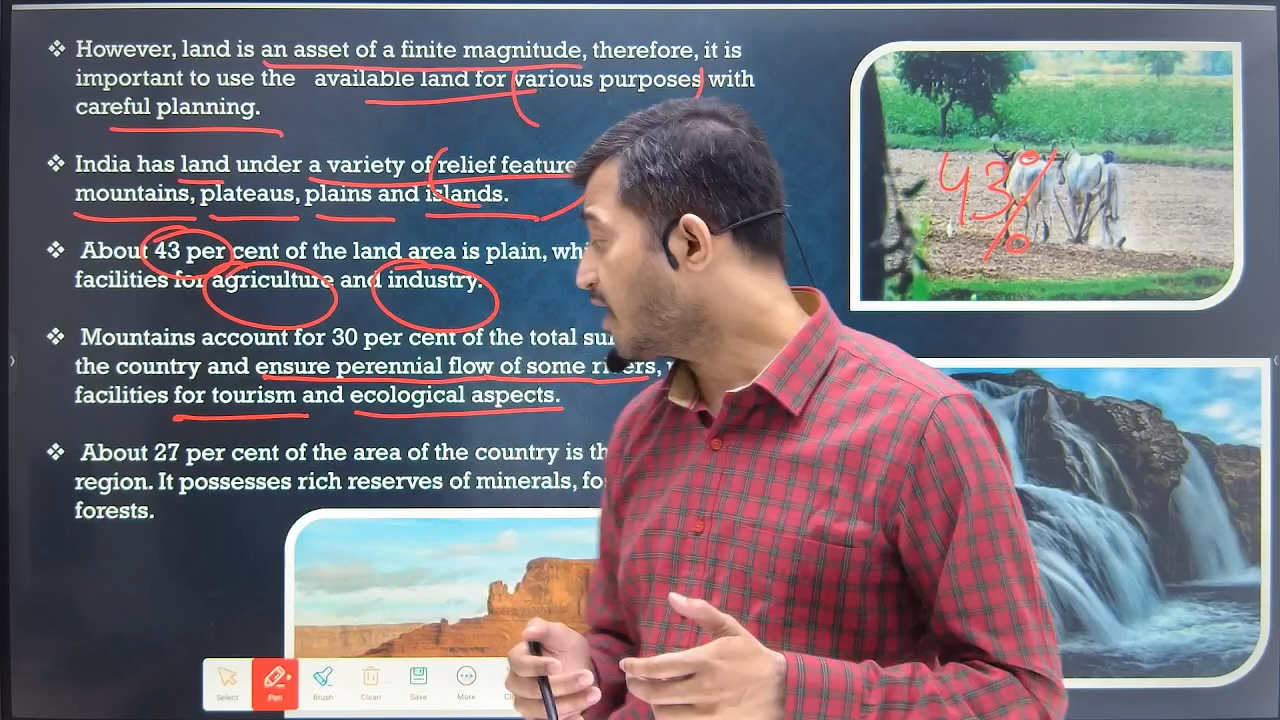 ❖ However, land is an asset of a finite magnitude, therefore, it is
important to use the available land for various purposes with
careful planning.
❖ India has land under a variety of relief feature
mountains, plateaus, plains and islands.
❖ About 43 per cent of the land area is plain,
facilities for agriculture and industry.
❖ Mountains account for 30 per cent of the total
the country and ensure perennial flow of some rivers,
facilities for tourism and ecological aspects.
❖ About 27 per cent of the area of the country is
region. It possesses rich reserves of minerals,
forests.
43%
Select
Pen
Brush
Clean
Save
More